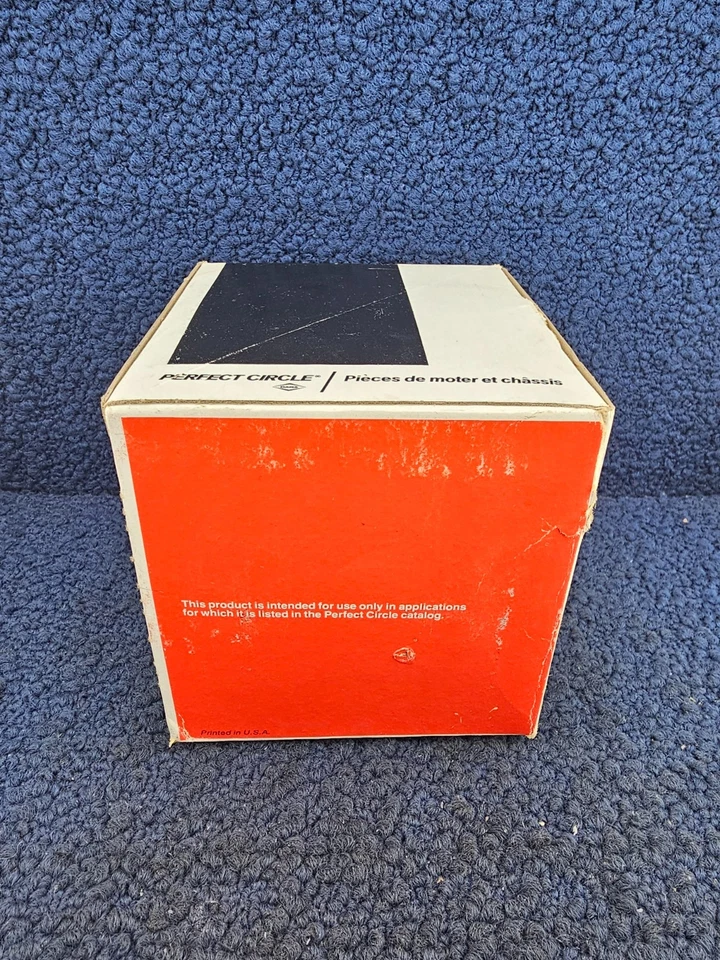 PERFECT CIRCLE® / Pièces de moter et châssis
DANA
This product is intended for use only in applications
for which it is listed in the Perfect Circle catalog.
Printed in U.S.A.